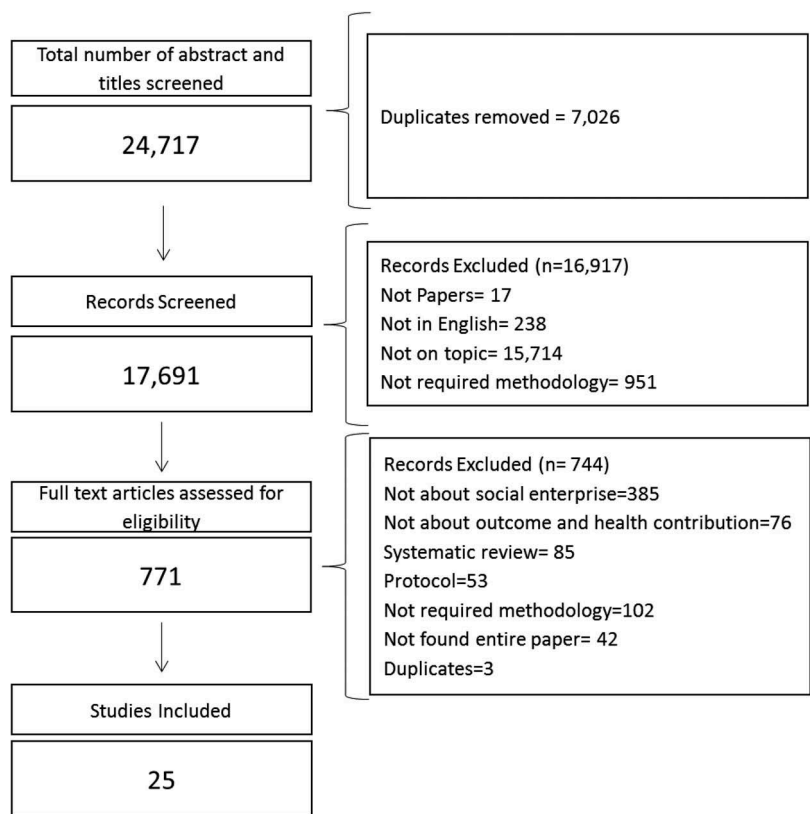 Total number of abstract and
titles screened
24,717
Duplicates removed = 7,026
Records Screened
17,691
Records Excluded (n=16,917)
Not Papers= 17
Not in English= 238
Not on topic= 15,714
Not required methodology= 951
Full text articles assessed for
eligibility
771
Records Excluded (n= 744)
Not about social enterprise=385
Not about outcome and health contribution=76
Systematic review= 85
Protocol=53
Not required methodology=102
Not found entire paper= 42
Duplicates=3
Studies Included
25